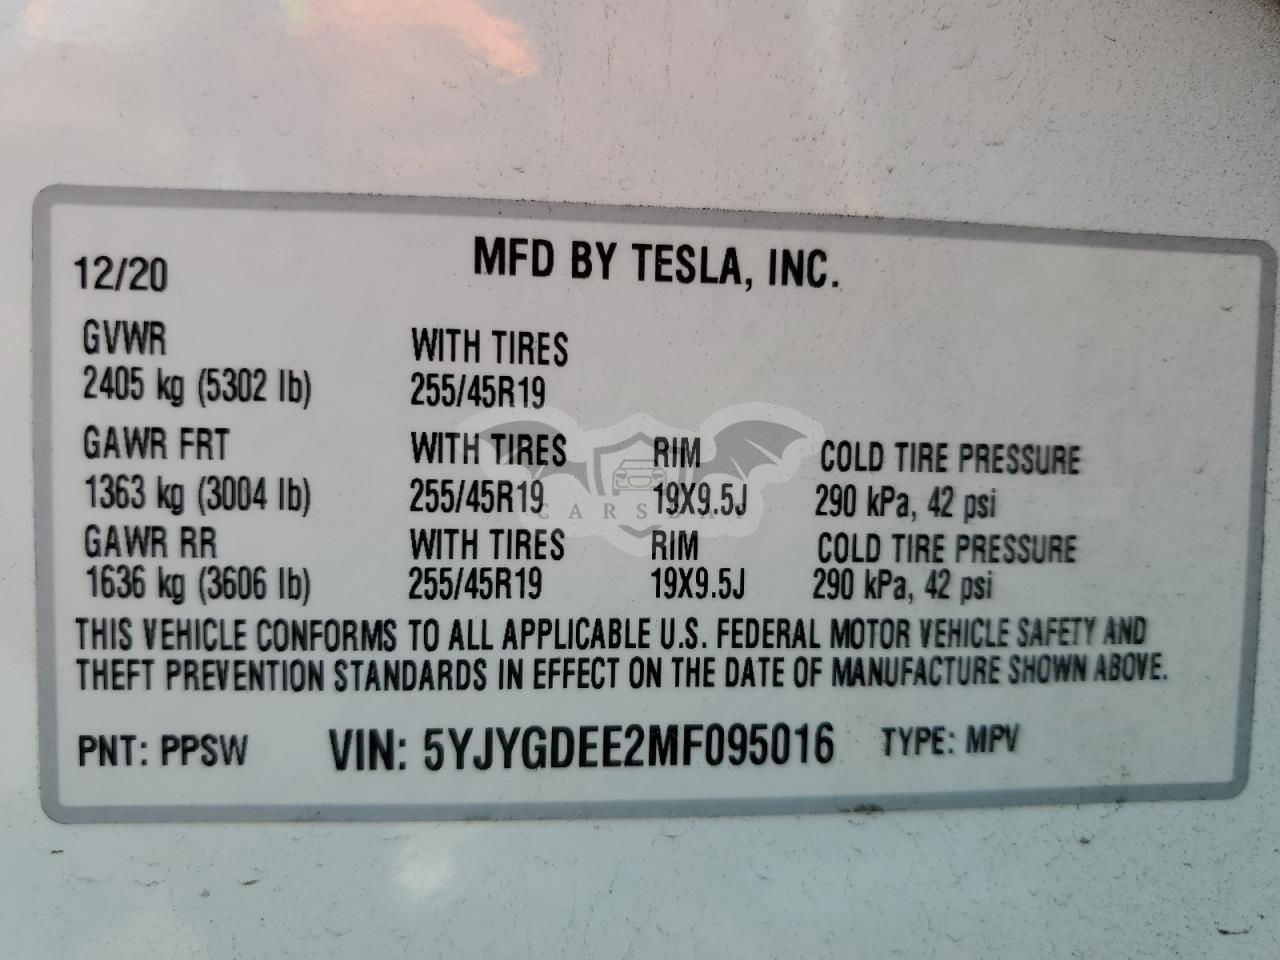 12/20 MFD BY TESLA, INC.
GVWR WITH TIRES
2405 kg (5302 lb) 255/45R19
GAWR FRT WITH TIRES RIM COLD TIRE PRESSURE
1363 kg (3004 lb) 255/45R19 19X9.5J 290 kPa, 42 psi
CARSBAT
GAWR RR WITH TIRES RIM COLD TIRE PRESSURE
1636 kg (3606 lb) 255/45R19 19X9.5J 290 kPa, 42 psi
THIS VEHICLE CONFORMS TO ALL APPLICABLE U.S. FEDERAL MOTOR VEHICLE SAFETY AND
THEFT PREVENTION STANDARDS IN EFFECT ON THE DATE OF MANUFACTURE SHOWN ABOVE.
PNT: PPSW VIN: 5YJYGDEE2MF095016 TYPE: MPV